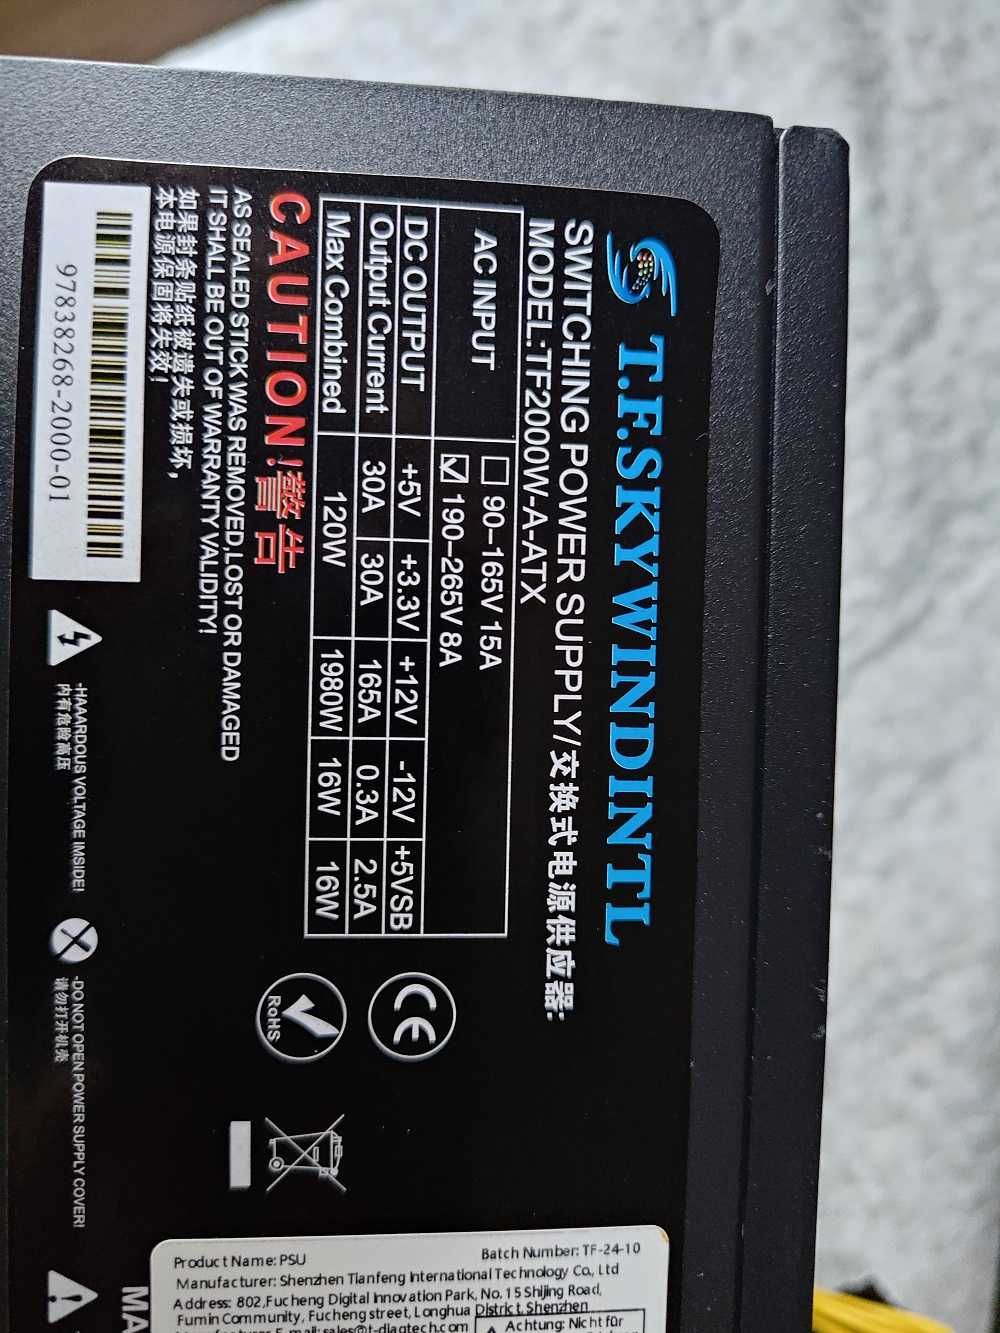 T.F.SKYWINDINTL
SWITCHING POWER SUPPLY/交换式电源供应器:
MODEL:TF2000W-A-ATX
AC INPUT
90–165V 15A
190–265V 8A
DC OUTPUT +5V +3.3V +12V -12V +5VSB
Output Current 30A 30A 165A 0.3A 2.5A
Max Combined 120W 1980W 16W 16W
CAUTION!警告
AS SEALED STICK WAS REMOVED,LOST OR DAMAGED
IT SHALL BE OUT OF WARRANTY VALIDITY!
如果封条贴纸被遗失或损坏，
本电源保固将失效！
97838268-2000-01
-HAAARDOUS VOLTAGE IMSIDE!
内有危险高压
-DO NOT OPEN POWER SUPPLY COVER!
请勿打开机壳
CE
RoHS
MA
Product Name: PSU
Batch Number: TF-24-10
Manufacturer: Shenzhen Tianfeng International Technology Co., Ltd
Address: 802,Fucheng Digital Innovation Park, No. 15 Shijing Road,
Fumin Community, Fucheng street, Longhua District, Shenzhen
Manufacturer E-mail: sales@t-diagtech.com
Achtung: Nicht für